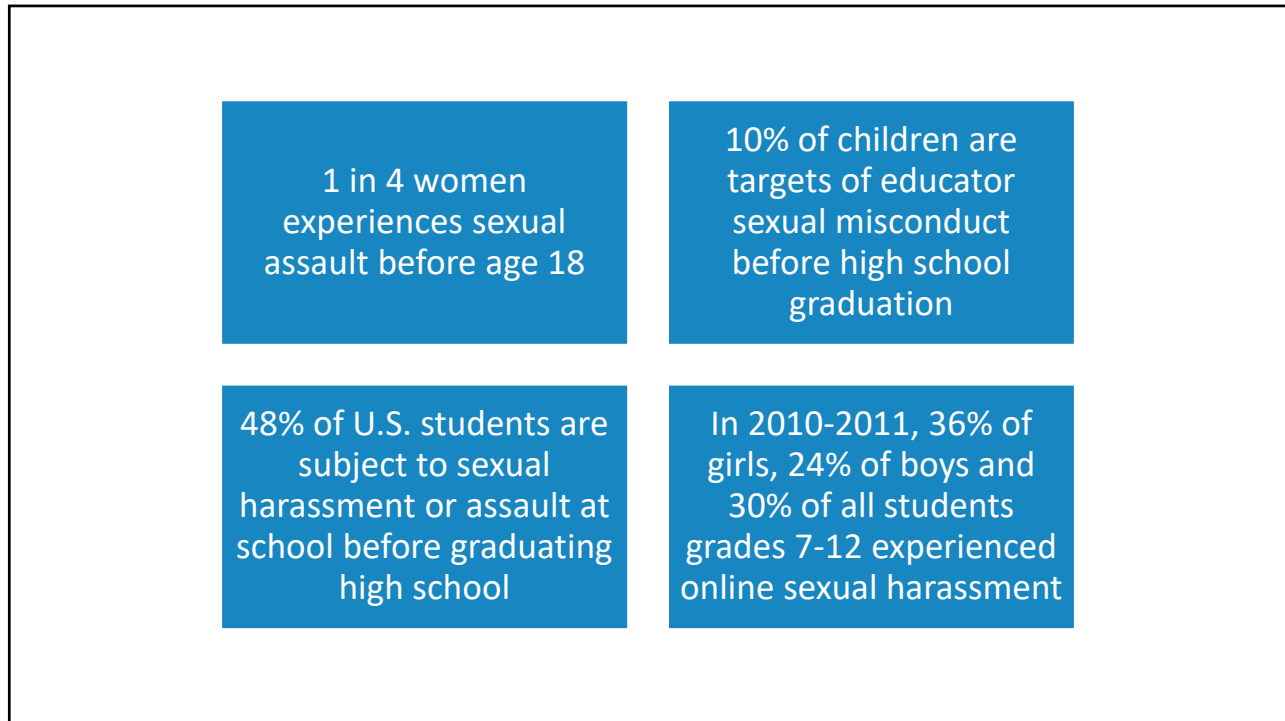 1 in 4 women
experiences sexual
assault before age 18
10% of children are
targets of educator
sexual misconduct
before high school
graduation
48% of U.S. students are
subject to sexual
harassment or assault at
school before graduating
high school
In 2010-2011, 36% of
girls, 24% of boys and
30% of all students
grades 7-12 experienced
online sexual harassment